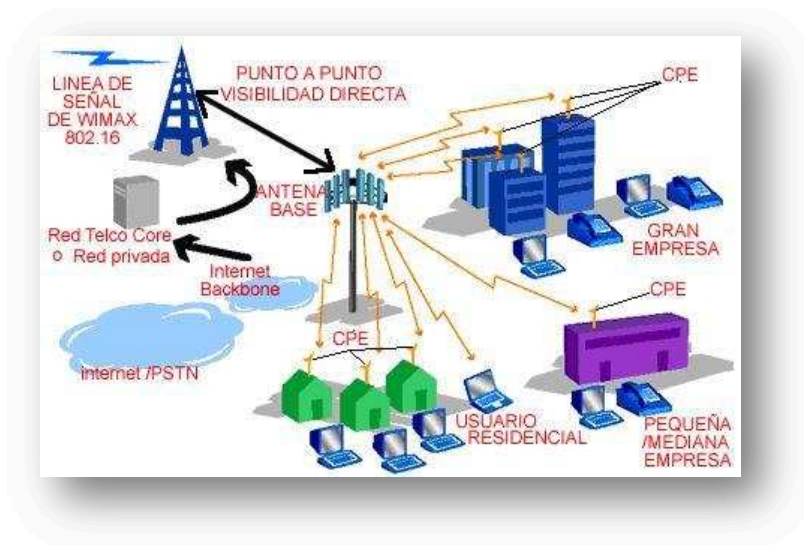 LINEA DE
SEÑAL
DE WIMAX
802.16
PUNTO A PUNTO
VISIBILIDAD DIRECTA
CPE
ANTENA
BASE
Red Telco Core
o Red privada
Internet
Backbone
internet /PSTN
GRAN
EMPRESA
CPE
CPE
USUARIO
RESIDENCIAL
PEQUEÑA
/MEDIANA
EMPRESA